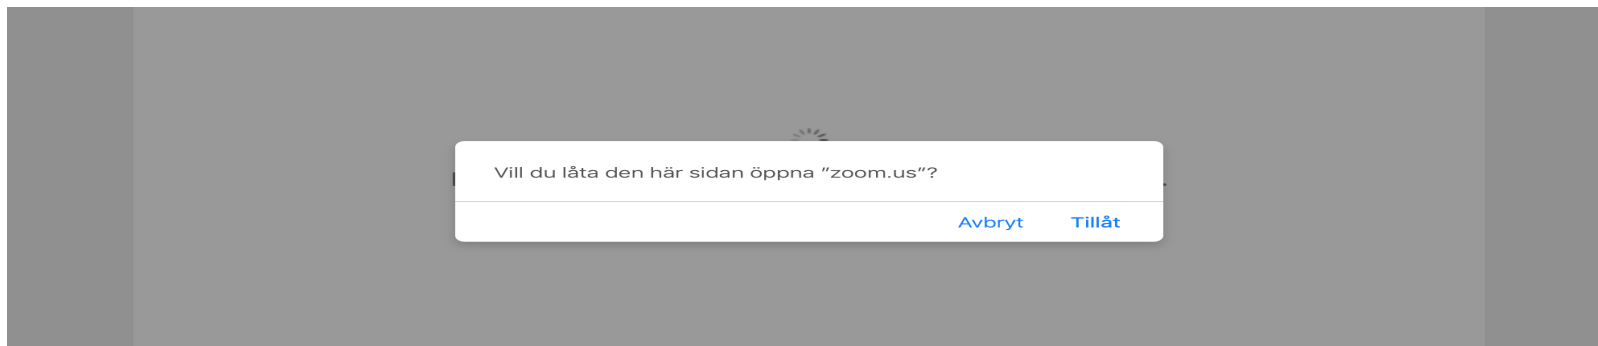 Vill du låta den här sidan öppna ”zoom.us”?
Avbryt Tillåt